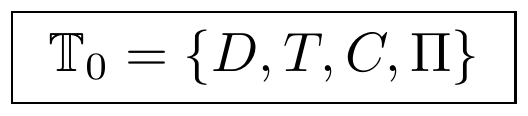 𝕋₀ = {D, T, C, Π}